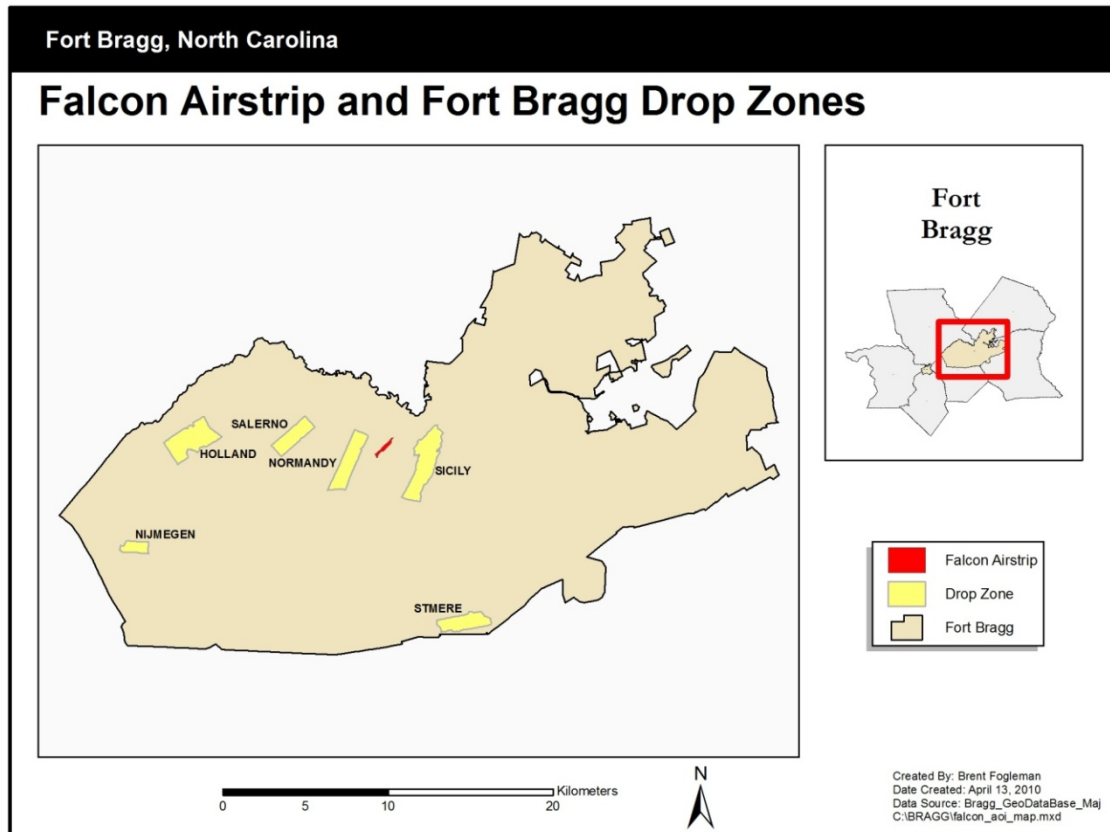 Fort Bragg, North Carolina
Falcon Airstrip and Fort Bragg Drop Zones
SALERNO
HOLLAND
NORMANDY
SICILY
NIJMEGEN
STMERE
Fort
Bragg
Falcon Airstrip
Drop Zone
Fort Bragg
Kilometers
0 5 10 20
N
Created By: Brent Fogleman
Date Created: April 13, 2010
Data Source: Bragg_GeoDataBase_Maj
C:\BRAGG\falcon_aoi_map.mxd